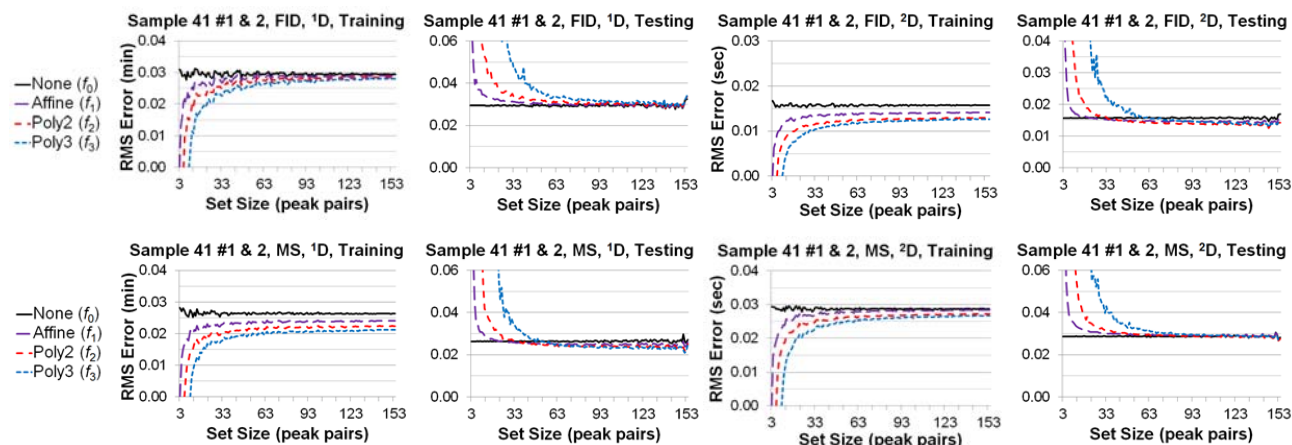 Sample 41 #1 & 2, FID, ¹D, Training
Sample 41 #1 & 2, FID, ¹D, Testing
Sample 41 #1 & 2, FID, ²D, Training
Sample 41 #1 & 2, FID, ²D, Testing
None (f₀)
Affine (f₁)
Poly2 (f₂)
Poly3 (f₃)
RMS Error (min)
0.04
0.03
0.02
0.01
0.00
3 33 63 93 123 153
Set Size (peak pairs)
0.06
0.04
0.02
0.00
3 33 63 93 123 153
Set Size (peak pairs)
RMS Error (sec)
0.03
0.02
0.01
0.00
3 33 63 93 123 153
Set Size (peak pairs)
0.06
0.04
0.02
0.00
3 33 63 93 123 153
Set Size (peak pairs)
Sample 41 #1 & 2, MS, ¹D, Training
Sample 41 #1 & 2, MS, ¹D, Testing
Sample 41 #1 & 2, MS, ²D, Training
Sample 41 #1 & 2, MS, ²D, Testing
None (f₀)
Affine (f₁)
Poly2 (f₂)
Poly3 (f₃)
RMS Error (min)
0.04
0.03
0.02
0.01
0.00
3 33 63 93 123 153
Set Size (peak pairs)
0.06
0.04
0.02
0.00
3 33 63 93 123 153
Set Size (peak pairs)
RMS Error (sec)
0.04
0.03
0.02
0.01
0.00
3 33 63 93 123 153
Set Size (peak pairs)
0.06
0.04
0.02
0.00
3 33 63 93 123 153
Set Size (peak pairs)